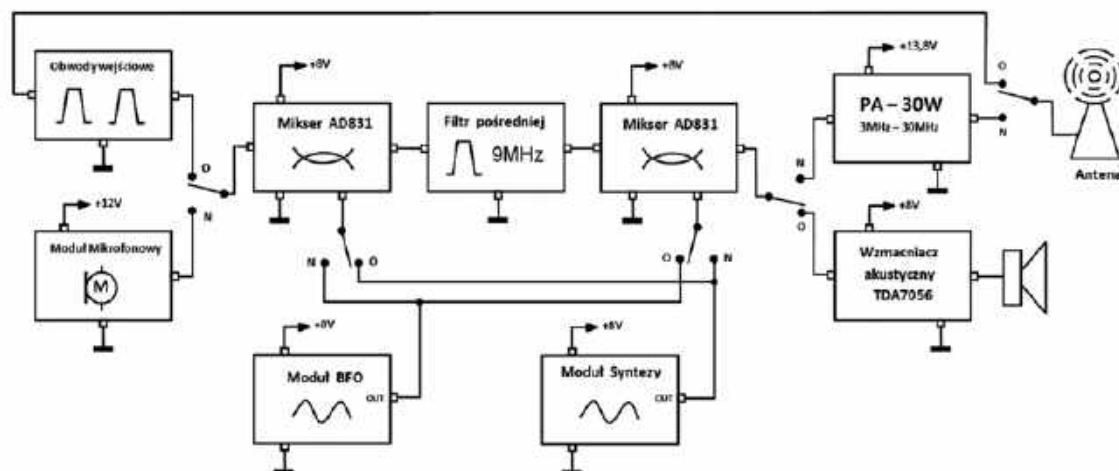 Obwody wejściowe
+8V
Mikser AD831
Filtr pośredniej
9MHz
+8V
Mikser AD831
+13,8V
PA – 30W
3MHz – 30MHz
O
N
Antena
O
N
+12V
Moduł Mikrofonowy
M
N
O
O
N
N
O
+8V
Wzmacniacz
akustyczny
TDA7056
+8V
Moduł BFO
OUT
+8V
Moduł Syntezy
OUT